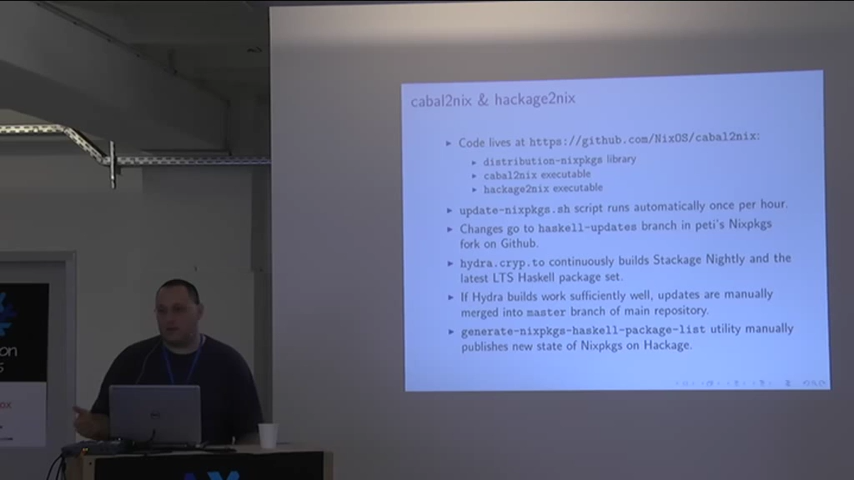 cabal2nix & hackage2nix
▸ Code lives at https://github.com/NixOS/cabal2nix:
▸ distribution-nixpkgs library
▸ cabal2nix executable
▸ hackage2nix executable
▸ update-nixpkgs.sh script runs automatically once per hour.
▸ Changes go to haskell-updates branch in peti's Nixpkgs
fork on Github.
▸ hydra.cryp.to continuously builds Stackage Nightly and the
latest LTS Haskell package set.
▸ If Hydra builds work sufficiently well, updates are manually
merged into master branch of main repository.
▸ generate-nixpkgs-haskell-package-list utility manually
publishes new state of Nixpkgs on Hackage.